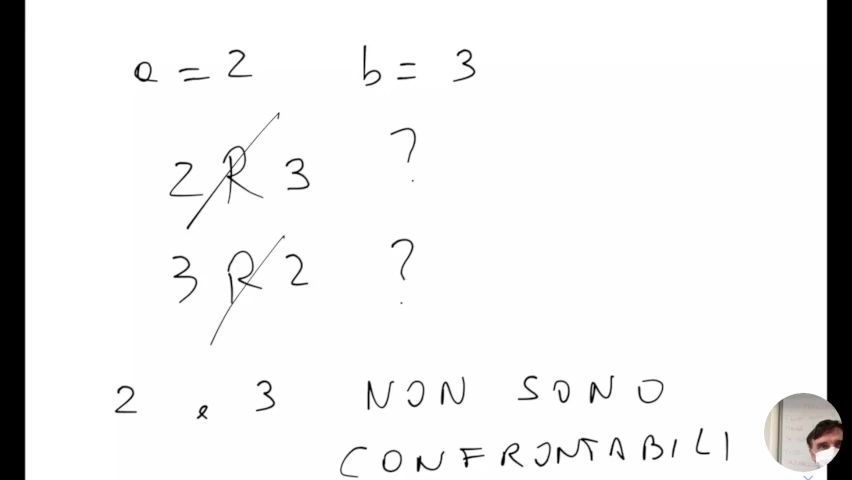 a = 2 b = 3
2 R 3 ?
3 R 2 ?
2 e 3 NON SONO
CONFRONTABILI